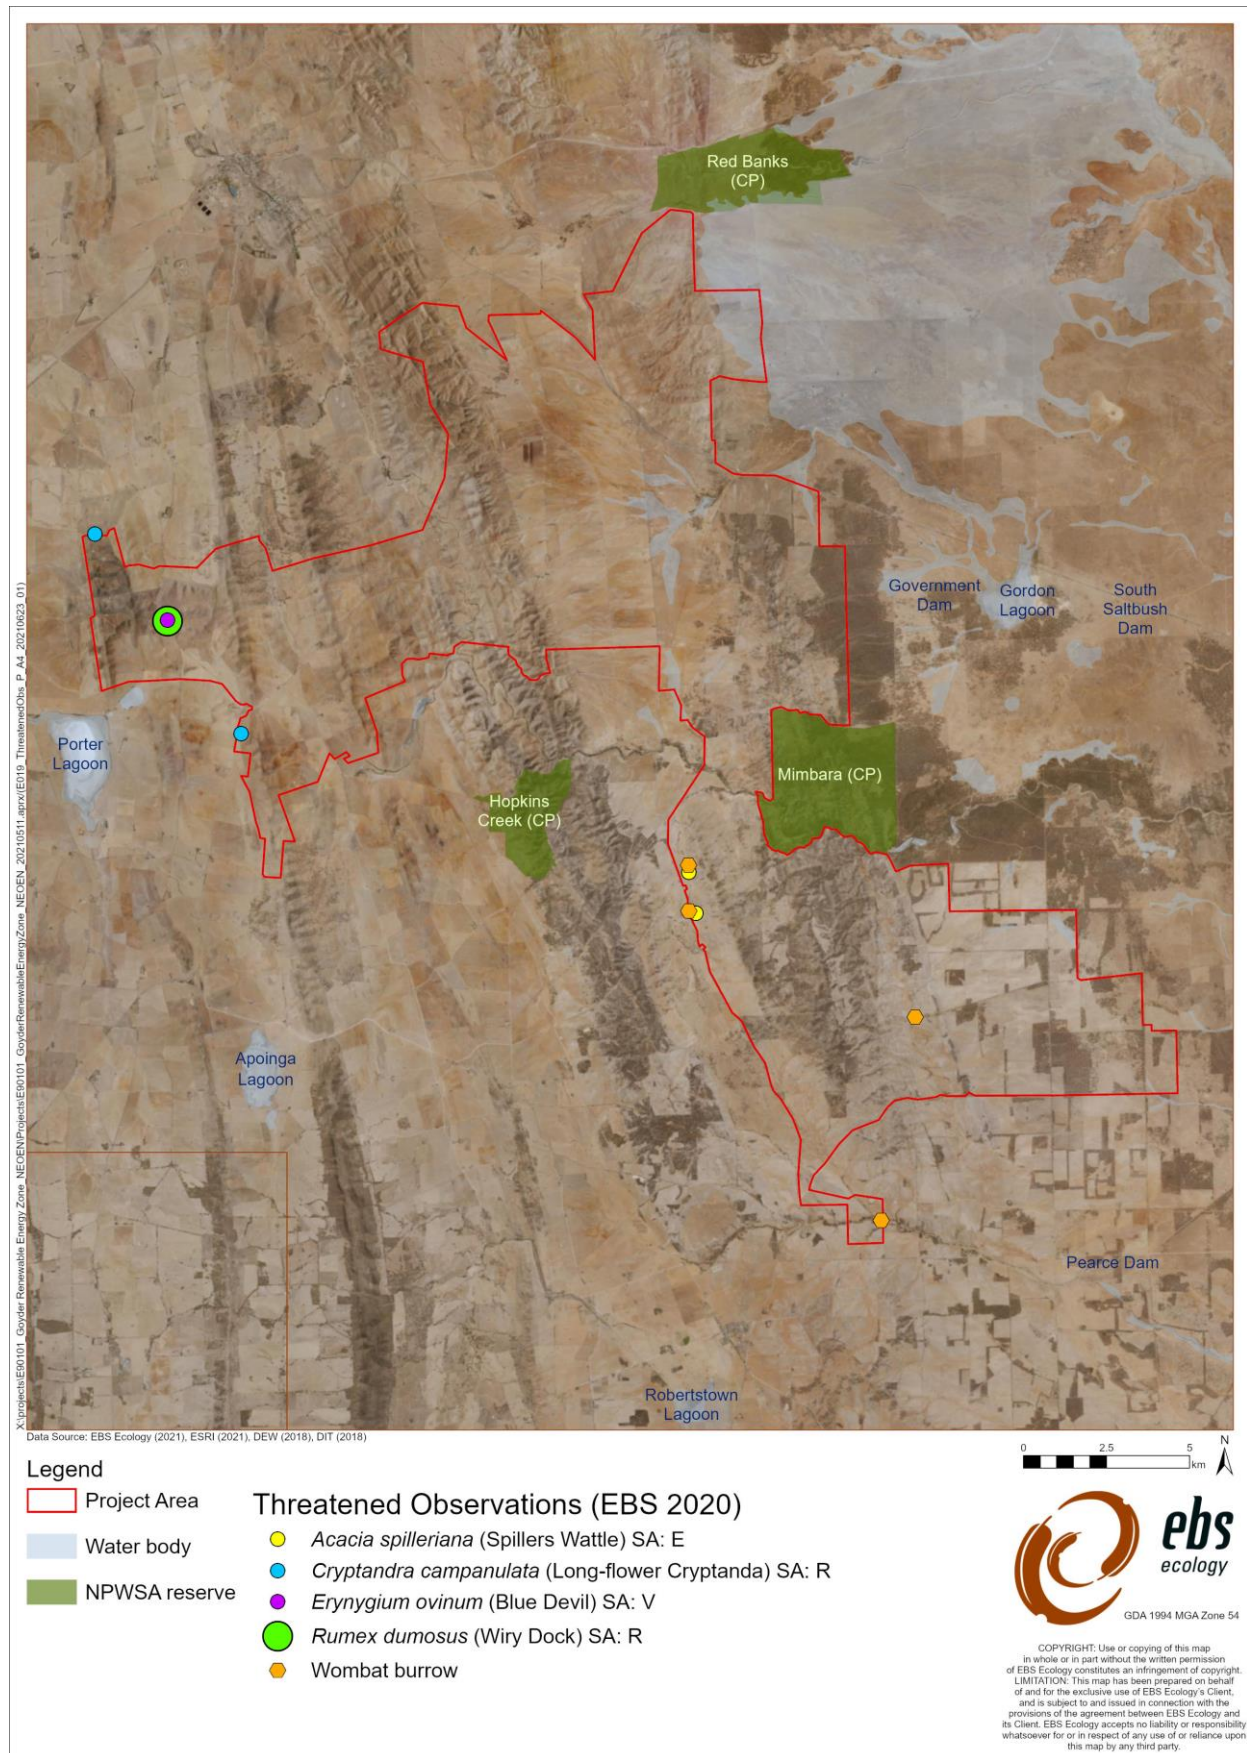 Red Banks
(CP)
Government
Dam
Gordon
Lagoon
South
Saltbush
Dam
Porter
Lagoon
Mimbara (CP)
Hopkins
Creek (CP)
Apoinga
Lagoon
Pearce Dam
Robertstown
Lagoon
X:\projects\E90101_Goyder Renewable Energy Zone_NEOEN\Projects\E90101_GoyderRenewableEnergyZone_NEOEN_20210511.aprx/(E019_ThreatenedObs_P_A4_20210623_01)
Data Source: EBS Ecology (2021), ESRI (2021), DEW (2018), DIT (2018)
0 2.5 5
km
N
Legend
Project Area
Water body
NPWSA reserve
Threatened Observations (EBS 2020)
Acacia spilleriana (Spillers Wattle) SA: E
Cryptandra campanulata (Long-flower Cryptanda) SA: R
Erynygium ovinum (Blue Devil) SA: V
Rumex dumosus (Wiry Dock) SA: R
Wombat burrow
ebs
ecology
GDA 1994 MGA Zone 54
COPYRIGHT: Use or copying of this map
in whole or in part without the written permission
of EBS Ecology constitutes an infringement of copyright.
LIMITATION: This map has been prepared on behalf
of and for the exclusive use of EBS Ecology's Client,
and is subject to and issued in connection with the
provisions of the agreement between EBS Ecology and
its Client. EBS Ecology accepts no liability or responsibility
whatsoever for or in respect of any use of or reliance upon
this map by any third party.